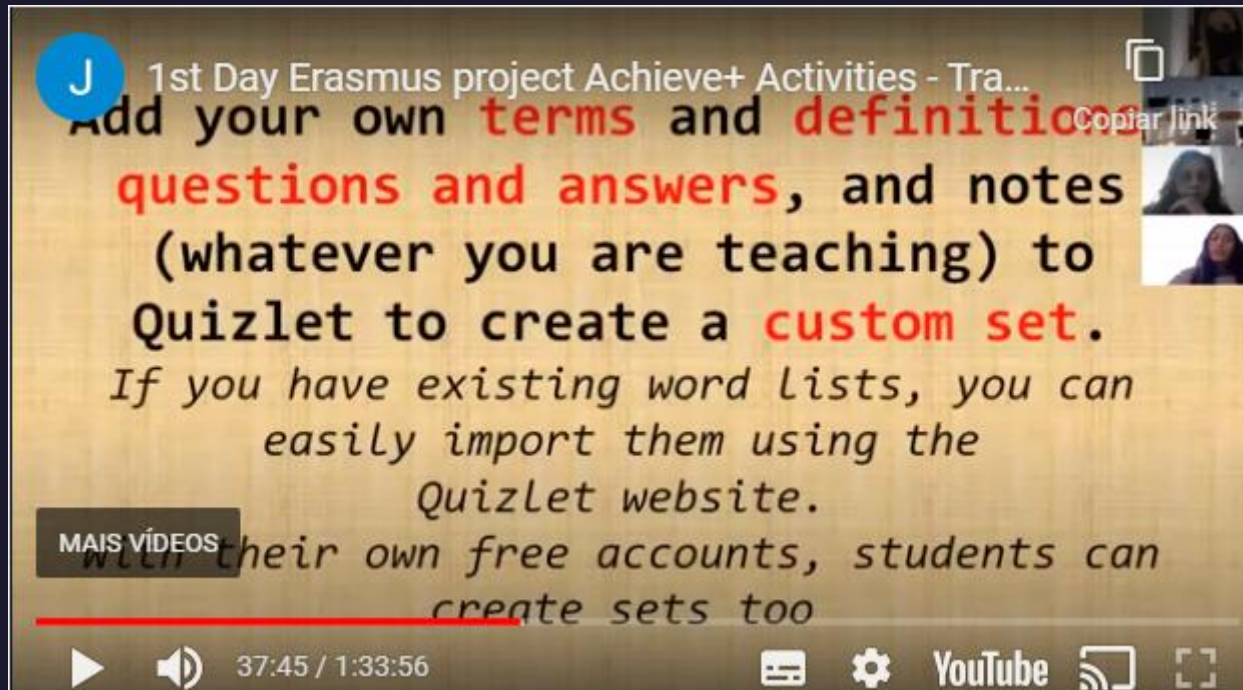 J
1st Day Erasmus project Achieve+ Activities - Tra...
Copiar link
Add your own terms and definitions
questions and answers, and notes
(whatever you are teaching) to
Quizlet to create a custom set.
If you have existing word lists, you can
easily import them using the
Quizlet website.
MAIS VÍDEOS
With their own free accounts, students can
create sets too
37:45 / 1:33:56
YouTube